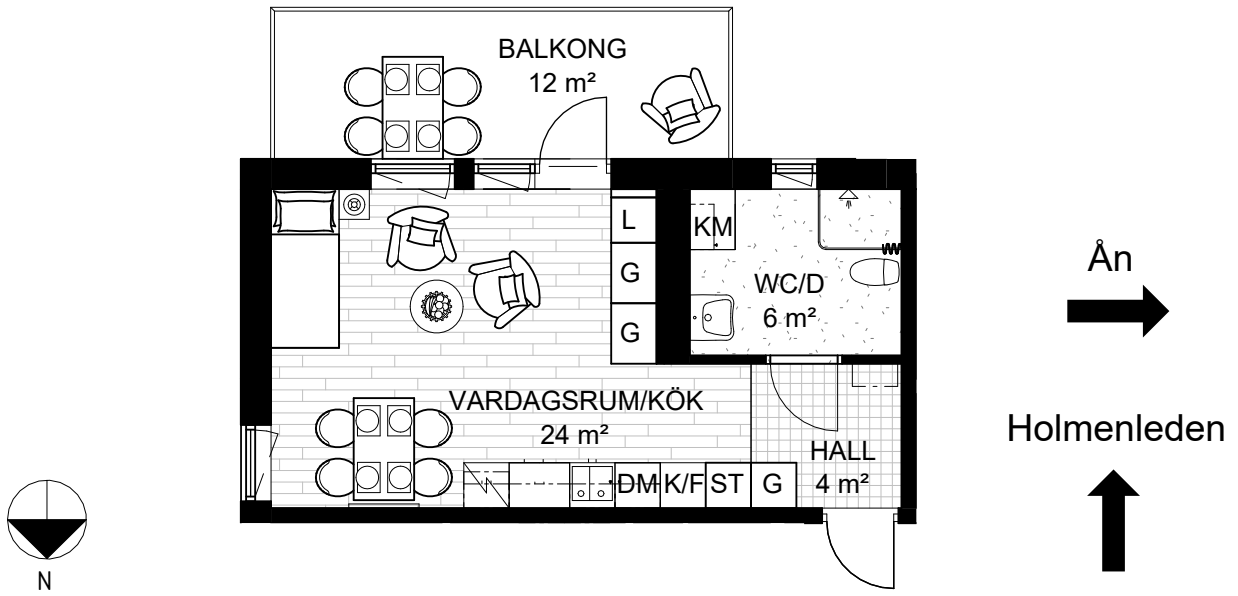 BALKONG
12 m²
L
G
G
KM
WC/D
6 m²
Ån
VARDAGSRUM/KÖK
24 m²
Holmenleden
HALL
4 m²
DM K/F ST G
N